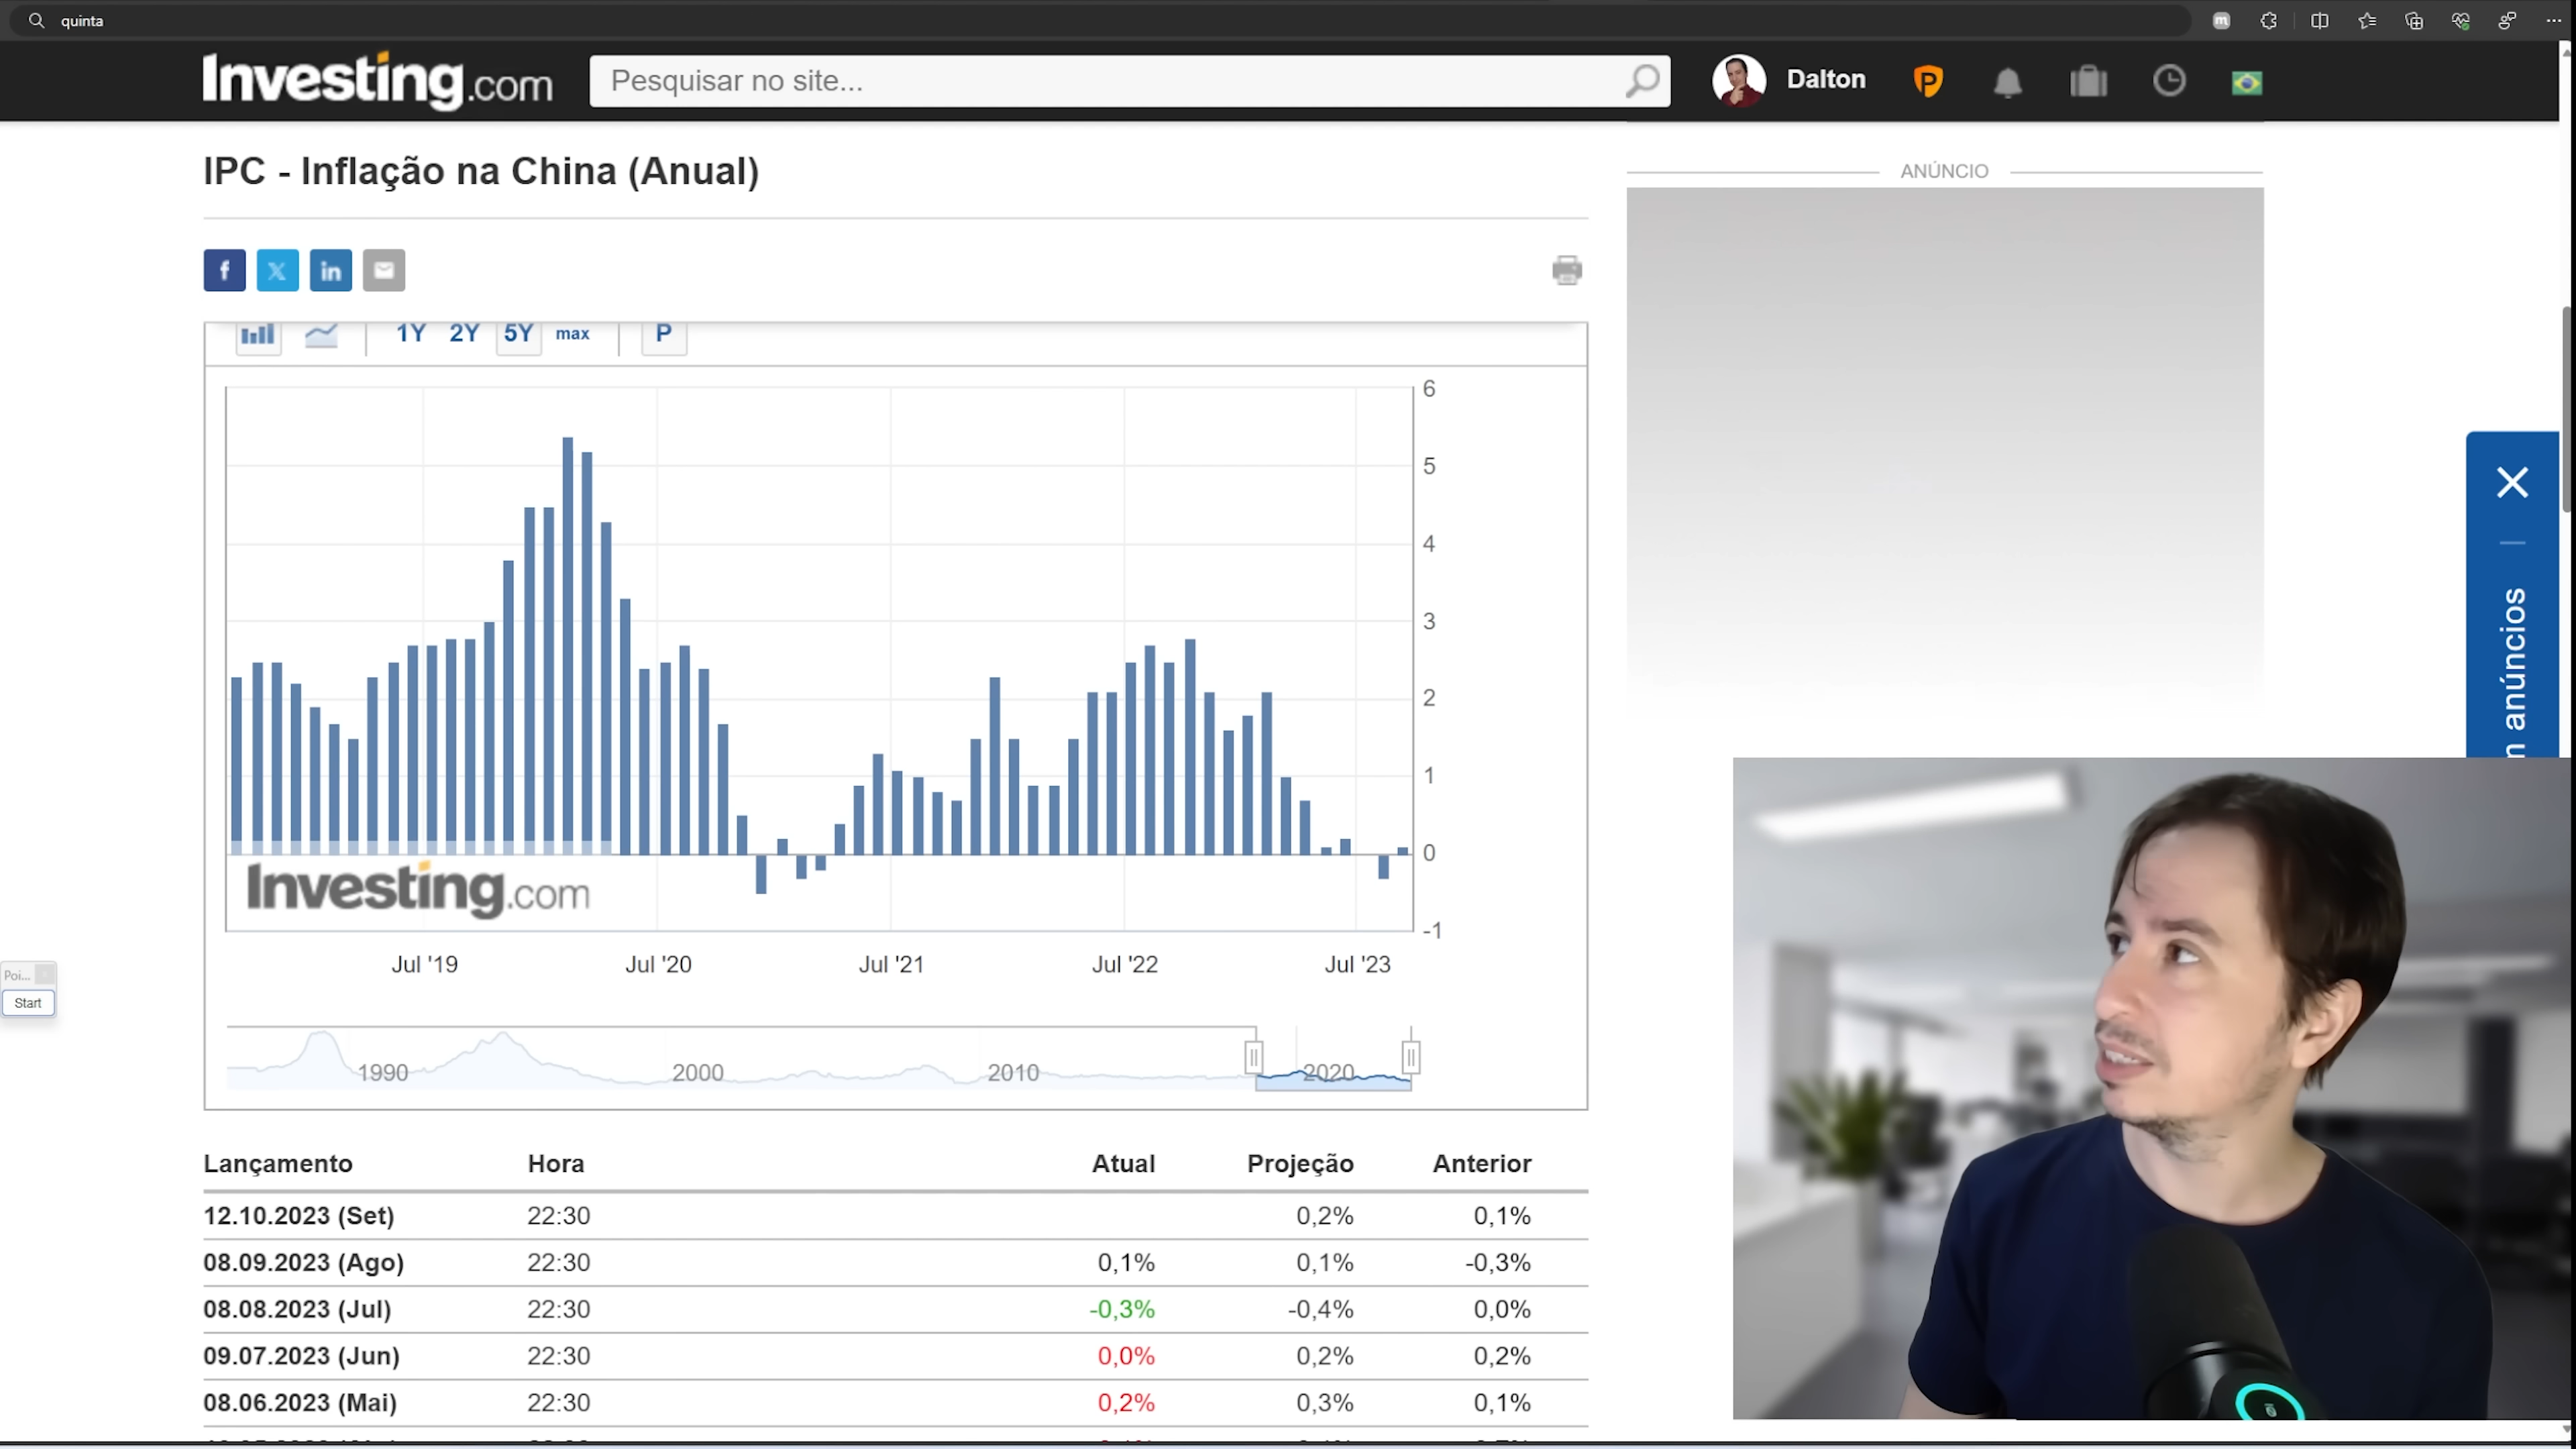 quinta
Investing.com
Pesquisar no site...
Dalton
P
IPC - Inflação na China (Anual)
ANÚNCIO
f
in
1Y 2Y 5Y max P
6
5
4
3
2
1
0
-1
Investing.com
Jul '19 Jul '20 Jul '21 Jul '22 Jul '23
1990 2000 2010 2020
anúncios
Poi...
Start
Lançamento Hora Atual Projeção Anterior
12.10.2023 (Set) 22:30 0,2% 0,1%
08.09.2023 (Ago) 22:30 0,1% 0,1% -0,3%
08.08.2023 (Jul) 22:30 -0,3% -0,4% 0,0%
09.07.2023 (Jun) 22:30 0,0% 0,2% 0,2%
08.06.2023 (Mai) 22:30 0,2% 0,3% 0,1%